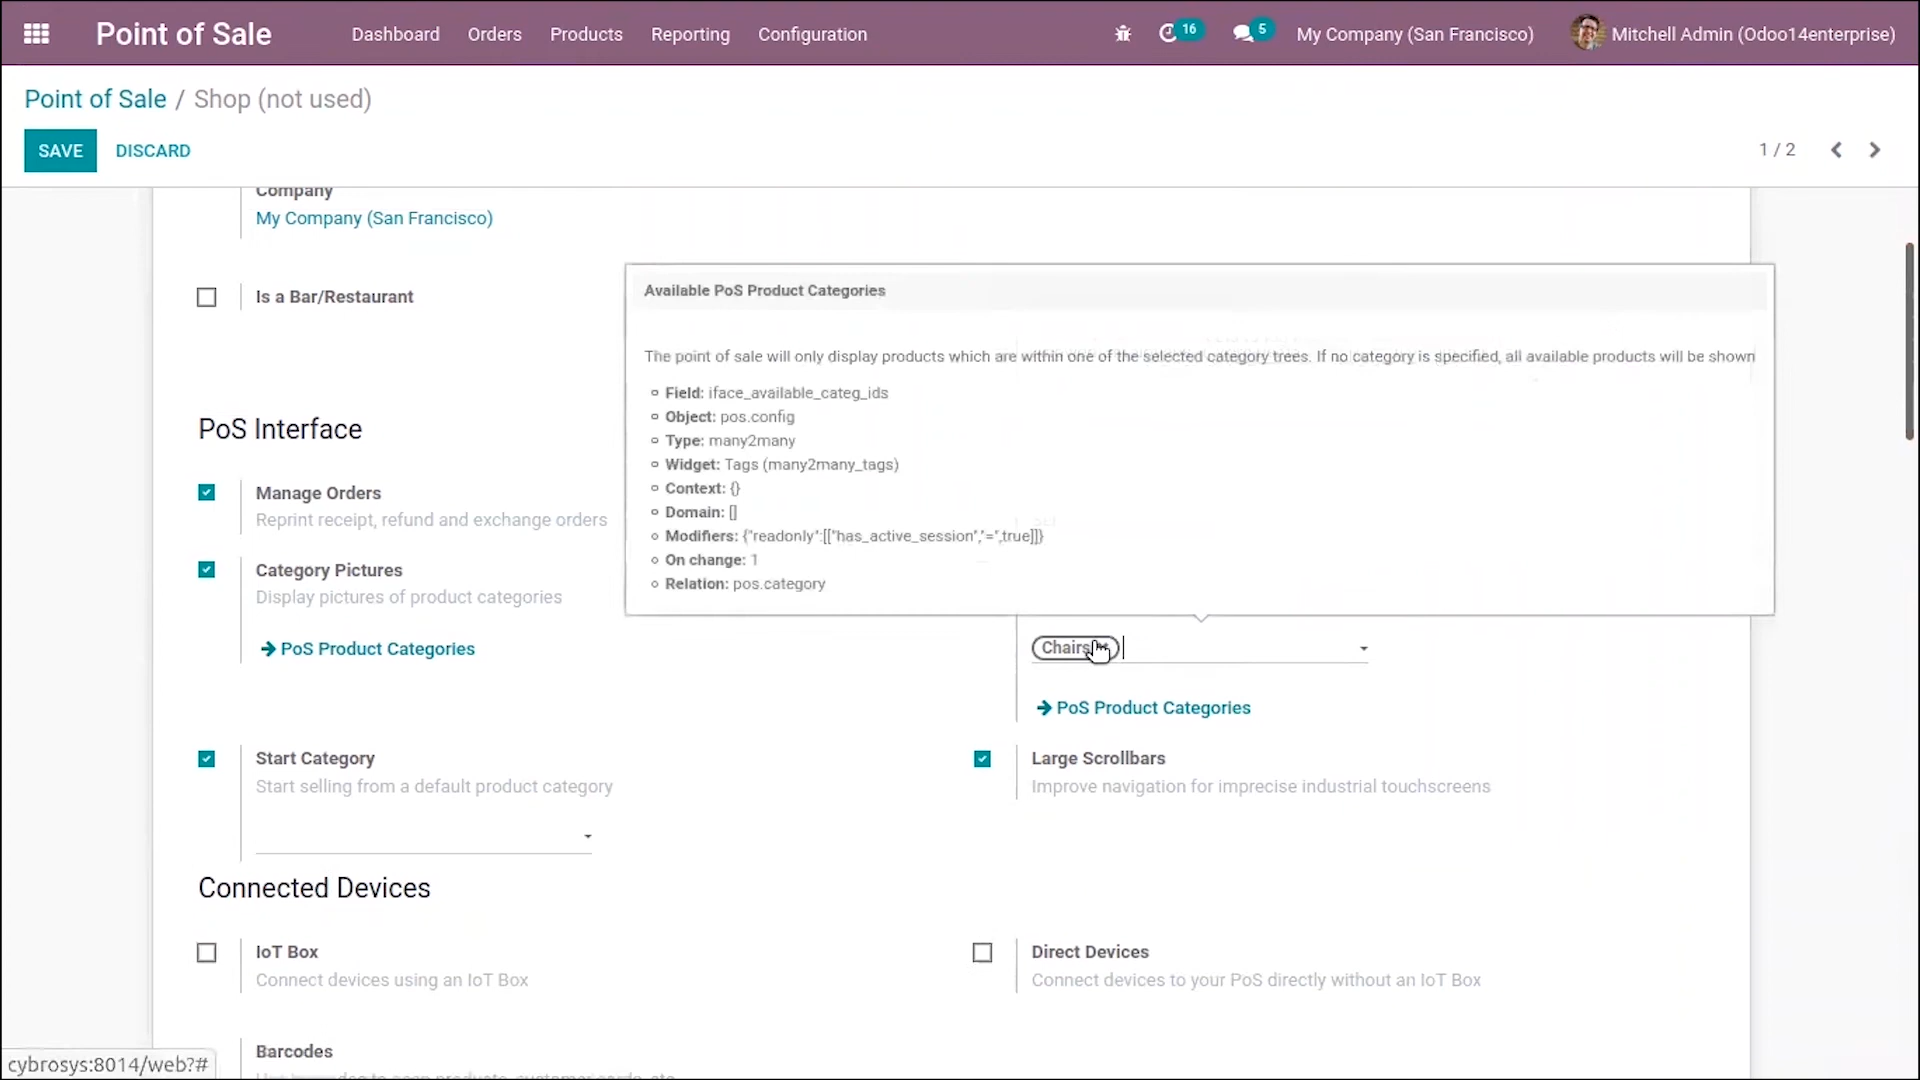 Point of Sale
Dashboard
Orders
Products
Reporting
Configuration
16
5
My Company (San Francisco)
Mitchell Admin (Odoo14enterprise)
Point of Sale / Shop (not used)
SAVE
DISCARD
1 / 2
Company
My Company (San Francisco)
Is a Bar/Restaurant
Available PoS Product Categories
The point of sale will only display products which are within one of the selected category trees. If no category is specified, all available products will be shown
Field: iface_available_categ_ids
Object: pos.config
Type: many2many
Widget: Tags (many2many_tags)
Context: {}
Domain: []
Modifiers: {"readonly":[["has_active_session","=",true]]}
On change: 1
Relation: pos.category
PoS Interface
Manage Orders
Reprint receipt, refund and exchange orders
Category Pictures
Display pictures of product categories
PoS Product Categories
Chairs
PoS Product Categories
Start Category
Start selling from a default product category
Large Scrollbars
Improve navigation for imprecise industrial touchscreens
Connected Devices
IoT Box
Connect devices using an IoT Box
Direct Devices
Connect devices to your PoS directly without an IoT Box
Barcodes
cybrosys:8014/web?#